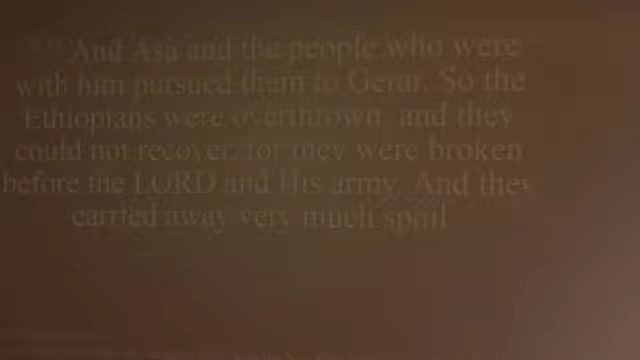 And Asa and the people who were
with him pursued them to Gerar. So the
Ethiopians were overthrown, and they
could not recover, for they were broken
before the LORD and His army. And they
carried away very much spoil